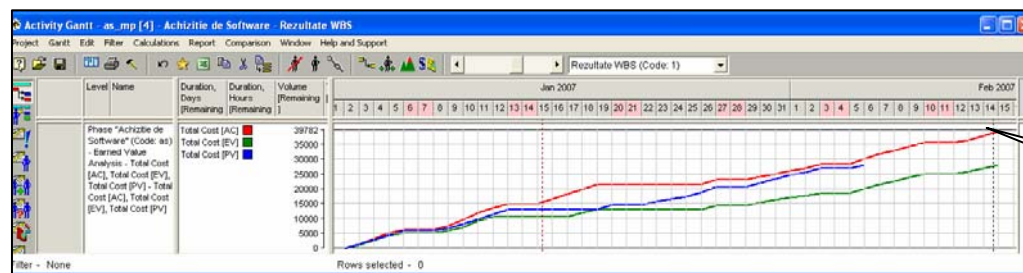 Activity Gantt - as_mp [4] - Achizitie de Software - Rezultate WBS
Project Gantt Edit Filter Calculations Report Comparison Window Help and Support
Rezultate WBS (Code: 1)
Level Name Duration, Days [Remaining Duration, Hours [Remaining Volume [Remaining ]
Jan 2007 Feb 2007
1 2 3 4 5 6 7 8 9 10 11 12 13 14 15 16 17 18 19 20 21 22 23 24 25 26 27 28 29 30 31 1 2 3 4 5 6 7 8 9 10 11 12 13 14 15
Phase "Achizitie de
Software" (Code: as)
- Earned Value
Analysis - Total Cost
[AC], Total Cost [EV],
Total Cost [PV] - Total
Cost [AC], Total Cost
[EV], Total Cost [PV]
Total Cost [AC]
Total Cost [EV]
Total Cost [PV]
39782
35000
30000
25000
20000
15000
10000
5000
0
Filter - None Rows selected - 0